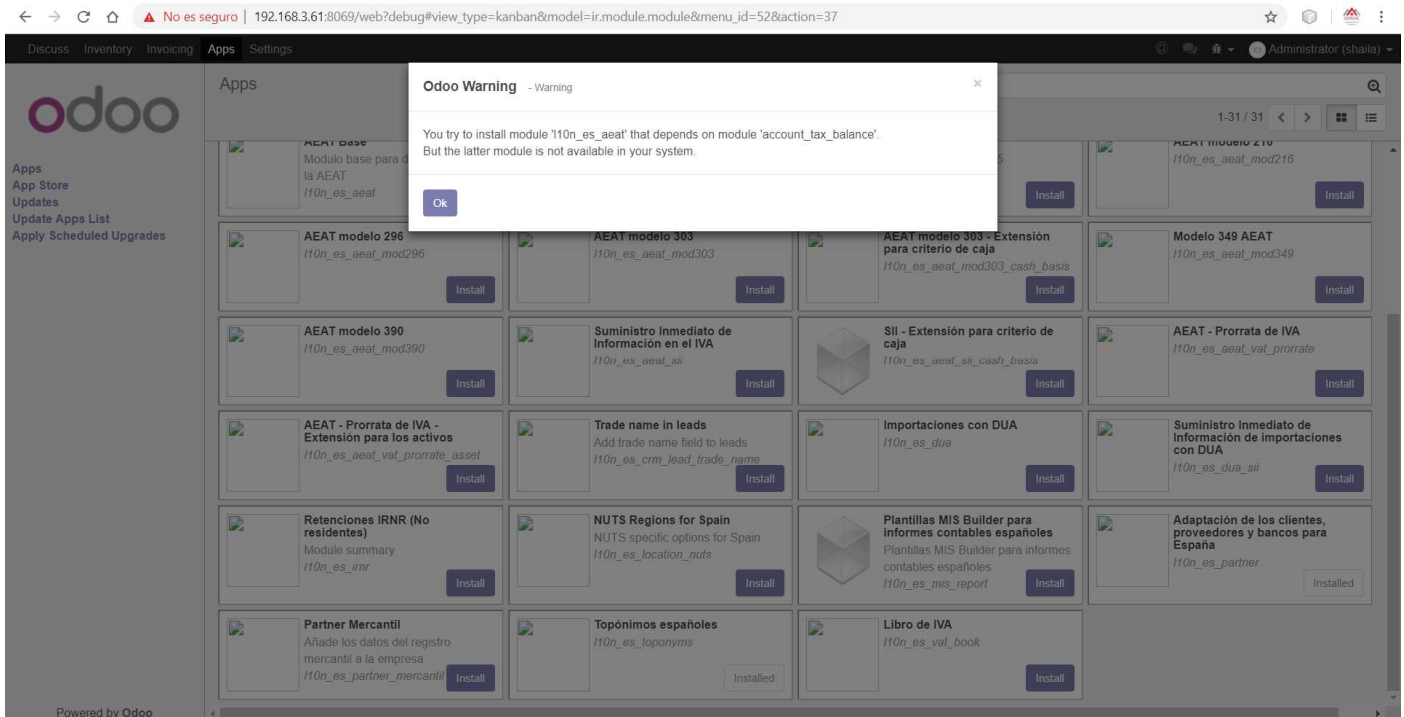 No es seguro | 192.168.3.61:8069/web?debug#view_type=kanban&model=ir.module.module&menu_id=52&action=37
Discuss Inventory Invoicing Apps Settings
@ Administrator (shaila)
odoo
Apps
App Store
Updates
Update Apps List
Apply Scheduled Upgrades
Powered by Odoo
Apps
1-31 / 31
Odoo Warning - Warning
×
You try to install module 'l10n_es_aeat' that depends on module 'account_tax_balance'.
But the latter module is not available in your system.
Ok
AEAT Base
Modulo base para d
la AEAT
l10n_es_aeat
Install
AEAT modelo 216
l10n_es_aeat_mod216
Install
AEAT modelo 296
l10n_es_aeat_mod296
Install
AEAT modelo 303
l10n_es_aeat_mod303
Install
AEAT modelo 303 - Extensión
para criterio de caja
l10n_es_aeat_mod303_cash_basis
Install
Modelo 349 AEAT
l10n_es_aeat_mod349
Install
AEAT modelo 390
l10n_es_aeat_mod390
Install
Suministro Inmediato de
Información en el IVA
l10n_es_aeat_sii
Install
SII - Extensión para criterio de
caja
l10n_es_aeat_sii_cash_basis
Install
AEAT - Prorrata de IVA
l10n_es_aeat_vat_prorrate
Install
AEAT - Prorrata de IVA -
Extensión para los activos
l10n_es_aeat_vat_prorrate_asset
Install
Trade name in leads
Add trade name field to leads
l10n_es_crm_lead_trade_name
Install
Importaciones con DUA
l10n_es_dua
Install
Suministro Inmediato de
Información de importaciones
con DUA
l10n_es_dua_sii
Install
Retenciones IRNR (No
residentes)
Module summary
l10n_es_irnr
Install
NUTS Regions for Spain
NUTS specific options for Spain
l10n_es_location_nuts
Install
Plantillas MIS Builder para
informes contables españoles
Plantillas MIS Builder para informes
contables españoles
l10n_es_mis_report
Install
Adaptación de los clientes,
proveedores y bancos para
España
l10n_es_partner
Installed
Partner Mercantil
Añade los datos del registro
mercantil a la empresa
l10n_es_partner_mercantil
Install
Topónimos españoles
l10n_es_toponyms
Installed
Libro de IVA
l10n_es_vat_book
Install